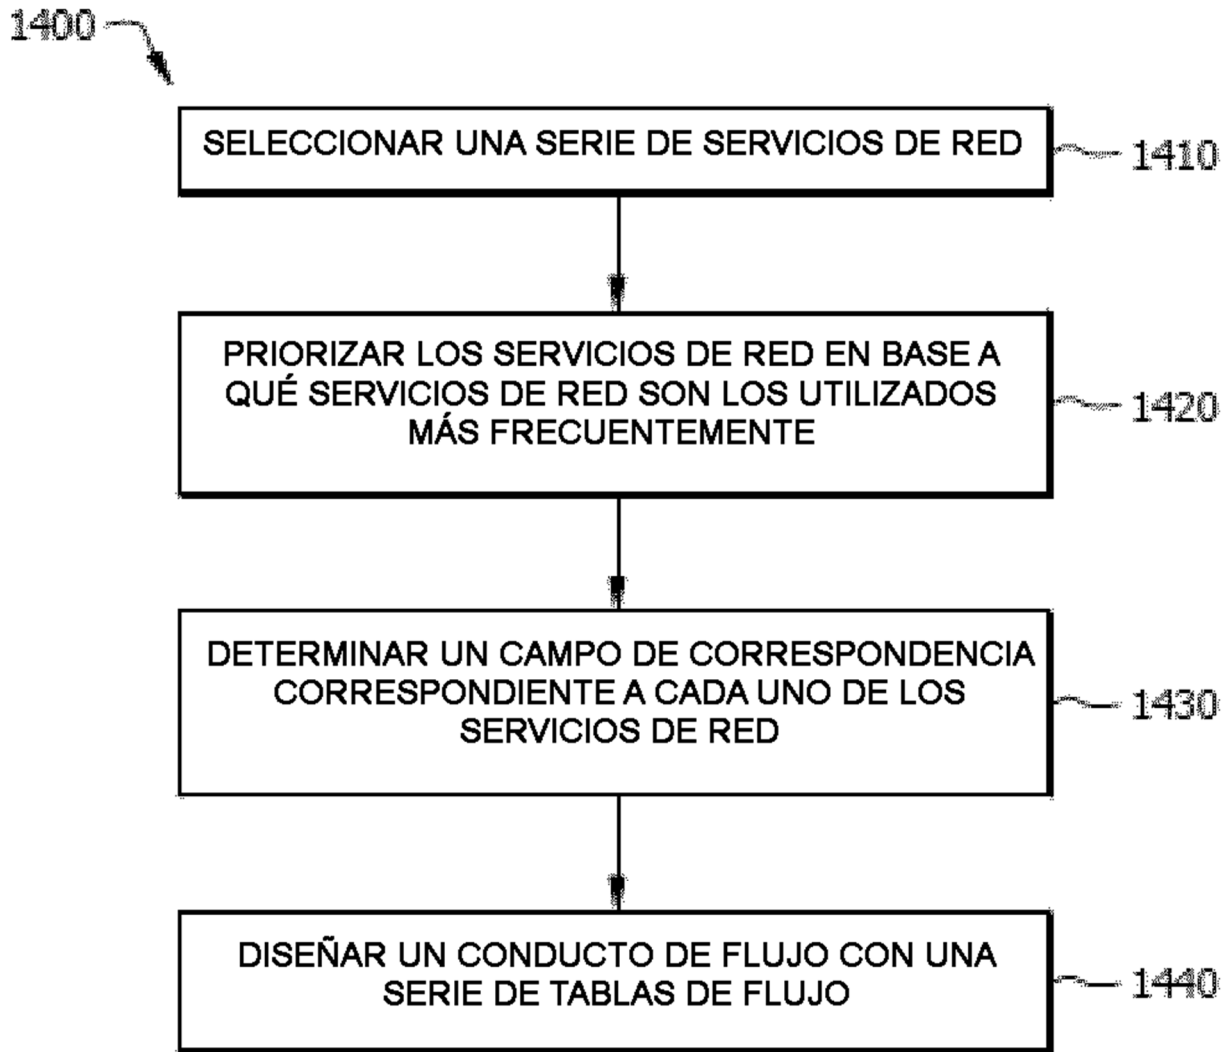 1400
SELECCIONAR UNA SERIE DE SERVICIOS DE RED
1410
PRIORIZAR LOS SERVICIOS DE RED EN BASE A
QUÉ SERVICIOS DE RED SON LOS UTILIZADOS
MÁS FRECUENTEMENTE
1420
DETERMINAR UN CAMPO DE CORRESPONDENCIA
CORRESPONDIENTE A CADA UNO DE LOS
SERVICIOS DE RED
1430
DISEÑAR UN CONDUCTO DE FLUJO CON UNA
SERIE DE TABLAS DE FLUJO
1440